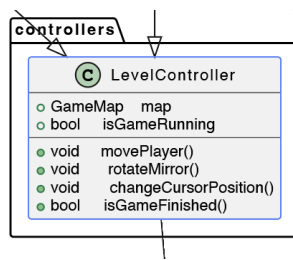 controllers
C LevelController
GameMap map
bool isGameRunning
void movePlayer()
void rotateMirror()
void changeCursorPosition()
bool isGameFinished()